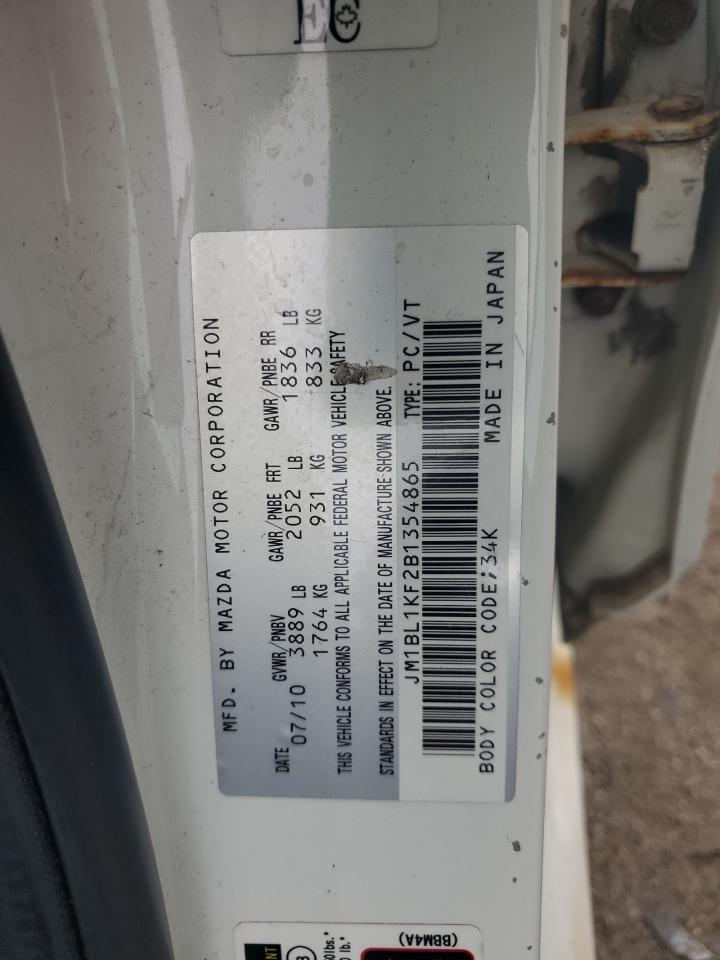 MFD. BY MAZDA MOTOR CORPORATION
DATE GVWR/PNBV GAWR/PNBE FRT GAWR/PNBE RR
07/10 3889 LB 2052 LB 1836 LB
1764 KG 931 KG 833 KG
THIS VEHICLE CONFORMS TO ALL APPLICABLE FEDERAL MOTOR VEHICLE SAFETY
STANDARDS IN EFFECT ON THE DATE OF MANUFACTURE SHOWN ABOVE.
JM1BL1KF2B1354865 TYPE: PC/VT
BODY COLOR CODE: 34K MADE IN JAPAN
(BBM4A)